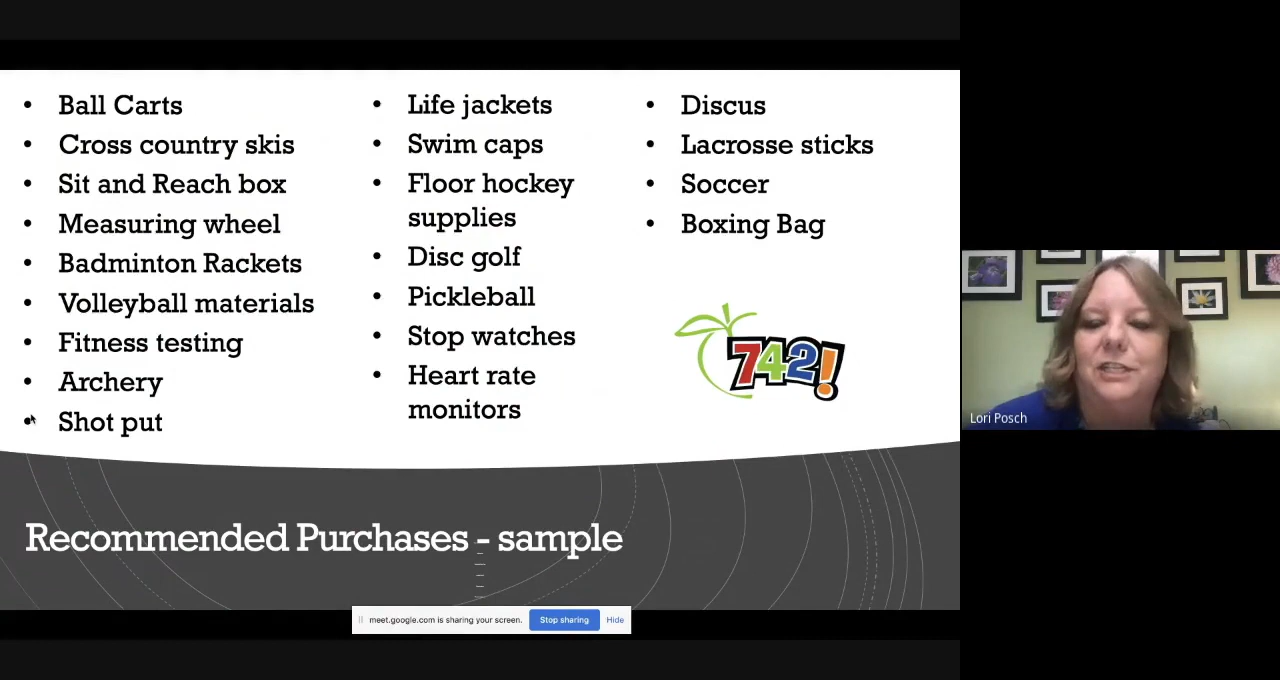 Ball Carts
Cross country skis
Sit and Reach box
Measuring wheel
Badminton Rackets
Volleyball materials
Fitness testing
Archery
Shot put
Life jackets
Swim caps
Floor hockey
supplies
Disc golf
Pickleball
Stop watches
Heart rate
monitors
Discus
Lacrosse sticks
Soccer
Boxing Bag
742!
Lori Posch
Recommended Purchases - sample
meet.google.com is sharing your screen.
Stop sharing
Hide